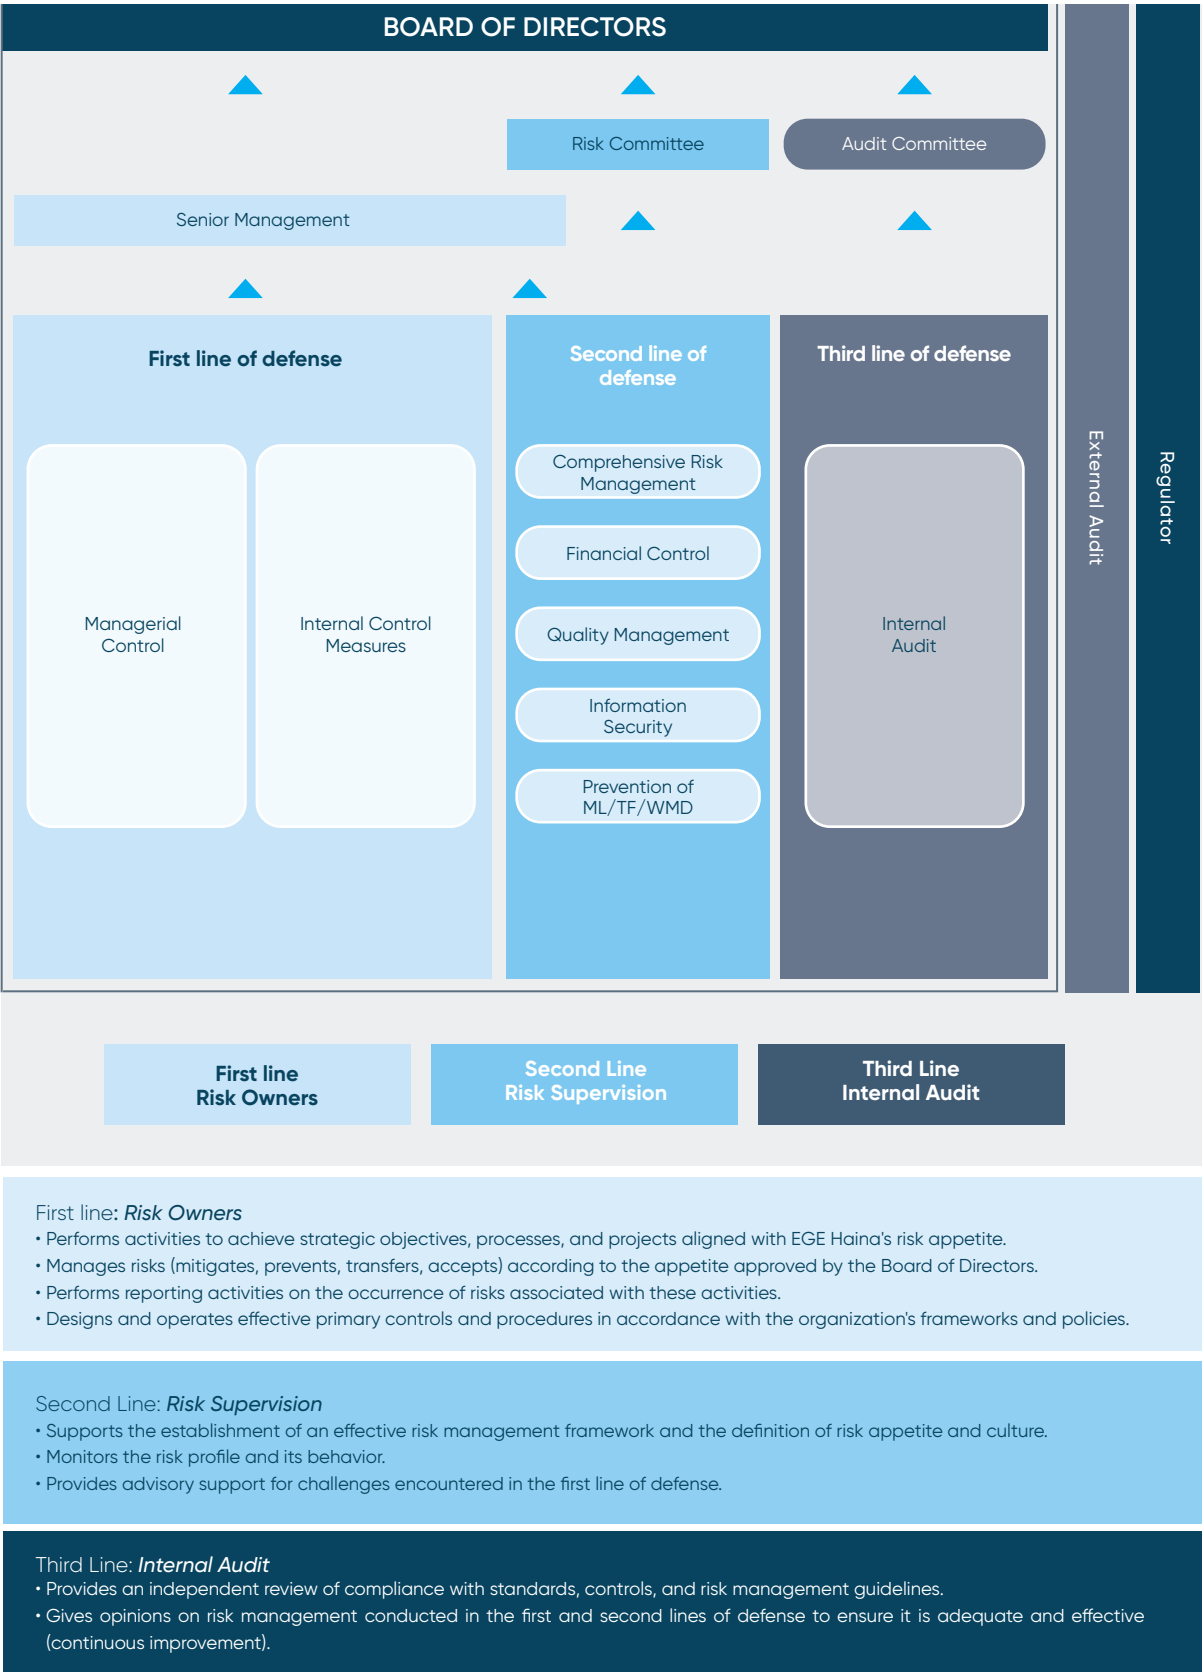 BOARD OF DIRECTORS
Risk Committee
Audit Committee
Senior Management
First line of defense
Managerial
Control
Internal Control
Measures
Second line of
defense
Comprehensive Risk
Management
Financial Control
Quality Management
Information
Security
Prevention of
ML/TF/WMD
Third line of defense
Internal
Audit
External Audit
Regulator
First line
Risk Owners
Second Line
Risk Supervision
Third Line
Internal Audit
First line: Risk Owners
• Performs activities to achieve strategic objectives, processes, and projects aligned with EGE Haina's risk appetite.
• Manages risks (mitigates, prevents, transfers, accepts) according to the appetite approved by the Board of Directors.
• Performs reporting activities on the occurrence of risks associated with these activities.
• Designs and operates effective primary controls and procedures in accordance with the organization's frameworks and policies.
Second Line: Risk Supervision
• Supports the establishment of an effective risk management framework and the definition of risk appetite and culture.
• Monitors the risk profile and its behavior.
• Provides advisory support for challenges encountered in the first line of defense.
Third Line: Internal Audit
• Provides an independent review of compliance with standards, controls, and risk management guidelines.
• Gives opinions on risk management conducted in the first and second lines of defense to ensure it is adequate and effective
(continuous improvement).